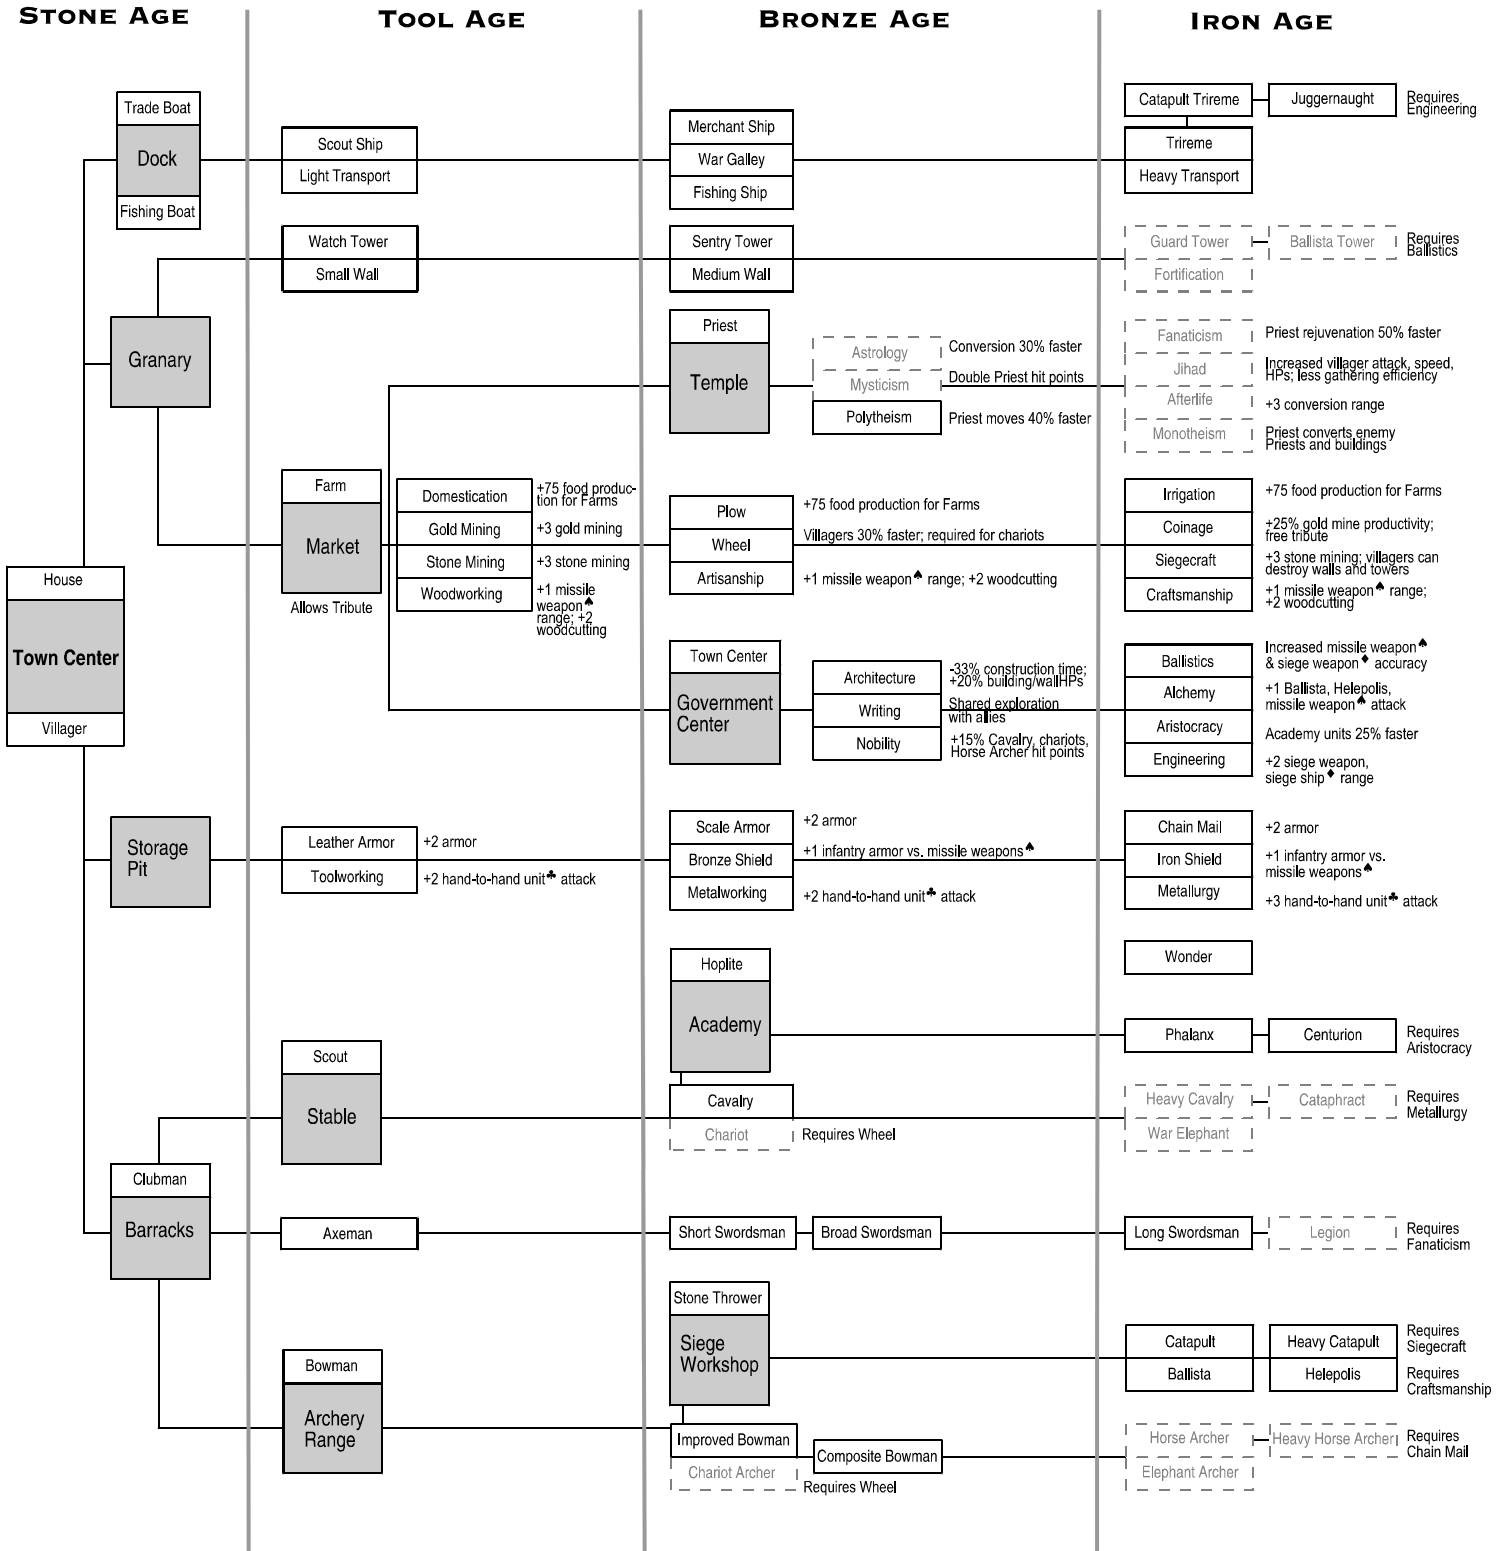 STONE AGE
TOOL AGE
BRONZE AGE
IRON AGE
Trade Boat
Dock
Fishing Boat
Scout Ship
Light Transport
Merchant Ship
War Galley
Fishing Ship
Catapult Trireme
Juggernaught
Requires
Engineering
Trireme
Heavy Transport
Watch Tower
Small Wall
Sentry Tower
Medium Wall
Guard Tower
Ballista Tower
Requires
Ballistics
Fortification
Granary
Priest
Temple
Astrology
Conversion 30% faster
Mysticism
Double Priest hit points
Polytheism
Priest moves 40% faster
Fanaticism
Priest rejuvenation 50% faster
Jihad
Increased villager attack, speed,
HPs; less gathering efficiency
Afterlife
+3 conversion range
Monotheism
Priest converts enemy
Priests and buildings
Farm
Market
Allows Tribute
Domestication
+75 food produc-
tion for Farms
Gold Mining
+3 gold mining
Stone Mining
+3 stone mining
Woodworking
+1 missile
weapon♠
range; +2
woodcutting
Plow
+75 food production for Farms
Wheel
Villagers 30% faster; required for chariots
Artisanship
+1 missile weapon♠ range; +2 woodcutting
Irrigation
+75 food production for Farms
Coinage
+25% gold mine productivity;
free tribute
Siegecraft
+3 stone mining; villagers can
destroy walls and towers
Craftsmanship
+1 missile weapon♠ range;
+2 woodcutting
House
Town Center
Villager
Town Center
Government
Center
Architecture
-33% construction time;
+20% building/wallHPs
Writing
Shared exploration
with allies
Nobility
+15% Cavalry, chariots,
Horse Archer hit points
Ballistics
Increased missile weapon♠
& siege weapon♦ accuracy
Alchemy
+1 Ballista, Helepolis,
missile weapon♠ attack
Aristocracy
Academy units 25% faster
Engineering
+2 siege weapon,
siege ship♦ range
Storage
Pit
Leather Armor
+2 armor
Toolworking
+2 hand-to-hand unit♣ attack
Scale Armor
+2 armor
Bronze Shield
+1 infantry armor vs. missile weapons♠
Metalworking
+2 hand-to-hand unit♣ attack
Chain Mail
+2 armor
Iron Shield
+1 infantry armor vs.
missile weapons♠
Metallurgy
+3 hand-to-hand unit♣ attack
Wonder
Hoplite
Academy
Phalanx
Centurion
Requires
Aristocracy
Scout
Stable
Cavalry
Chariot
Requires Wheel
Heavy Cavalry
Cataphract
Requires
Metallurgy
War Elephant
Clubman
Barracks
Axeman
Short Swordsman
Broad Swordsman
Long Swordsman
Legion
Requires
Fanaticism
Stone Thrower
Siege
Workshop
Catapult
Heavy Catapult
Requires
Siegecraft
Ballista
Helepolis
Requires
Craftsmanship
Bowman
Archery
Range
Improved Bowman
Chariot Archer
Composite Bowman
Requires Wheel
Horse Archer
Heavy Horse Archer
Requires
Chain Mail
Elephant Archer